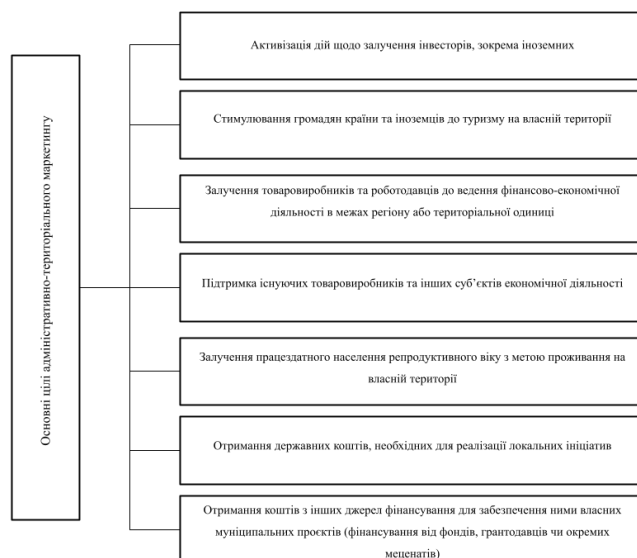 Основні цілі адміністративно-територіального маркетингу
Активізація дій щодо залучення інвесторів, зокрема іноземних
Стимулювання громадян країни та іноземців до туризму на власній території
Залучення товаровиробників та роботодавців до ведення фінансово-економічної
діяльності в межах регіону або територіальної одиниці
Підтримка існуючих товаровиробників та інших суб’єктів економічної діяльності
Залучення працездатного населення репродуктивного віку з метою проживання на
власній території
Отримання державних коштів, необхідних для реалізації локальних ініціатив
Отримання коштів з інших джерел фінансування для забезпечення ними власних
муніципальних проєктів (фінансування від фондів, грантодавців чи окремих
меценатів)